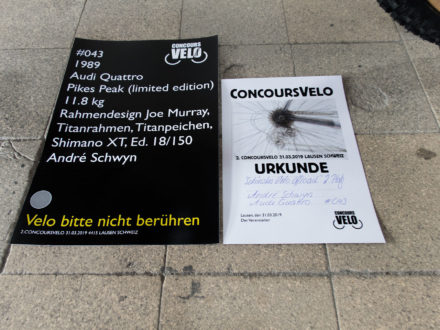 #043
1989
Audi Quattro
Pikes Peak (limited edition)
11.8 kg
Rahmendesign Joe Murray,
Titanrahmen, Titanpeichen,
Shimano XT, Ed. 18/150
André Schwyn
Velo bitte nicht berühren
2.CONCOURSVELO 31.03.2019 4415 LAUSEN SCHWEIZ
CONCOURS
VELO
CONCOURSVELO
2. CONCOURSVELO 31.03.2019 LAUSEN SCHWEIZ
URKUNDE
André Schwyn
Audi Quattro #043
Lausen, den 31.03.2019
Der Veranstalter
CONCOURS
VELO